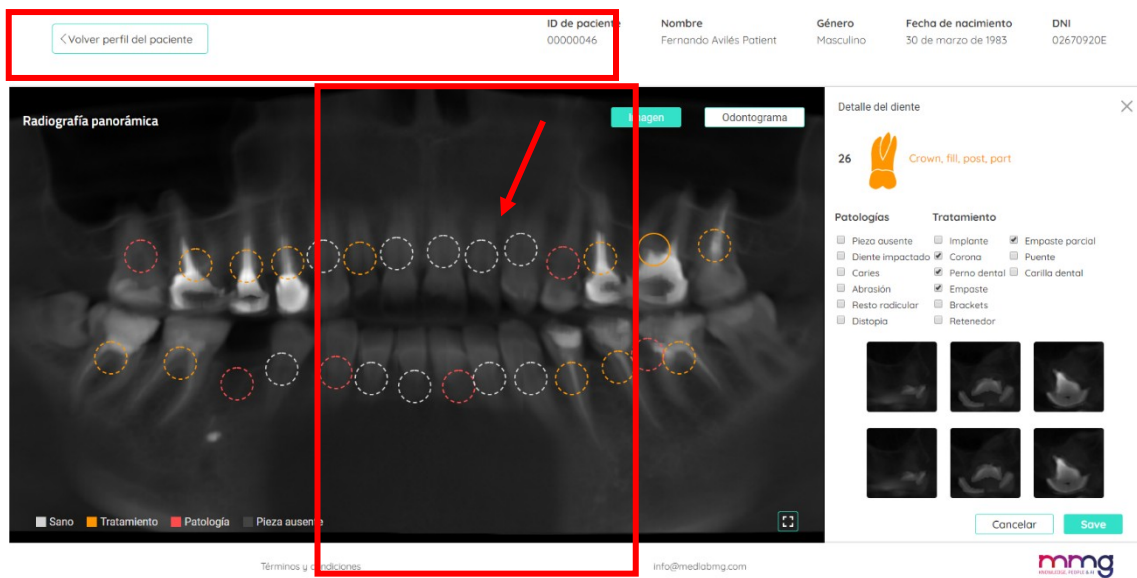 <Volver perfil del paciente
ID de paciente
00000046
Nombre
Fernando Avilés Patient
Género
Masculino
Fecha de nacimiento
30 de marzo de 1983
DNI
02670920E
Radiografía panorámica
Imagen
Odontograma
Sano
Tratamiento
Patología
Pieza ausente
Detalle del diente
26
Crown, fill, post, part
Patologías
Pieza ausente
Diente impactado
Caries
Abrasión
Resto radicular
Distopia
Tratamiento
Implante
Corona
Perno dental
Empaste
Brackets
Retenedor
Empaste parcial
Puente
Carilla dental
Cancelar
Save
Términos y condiciones
info@medlabmg.com
mmg
KNOWLEDGE, PEOPLE & AI